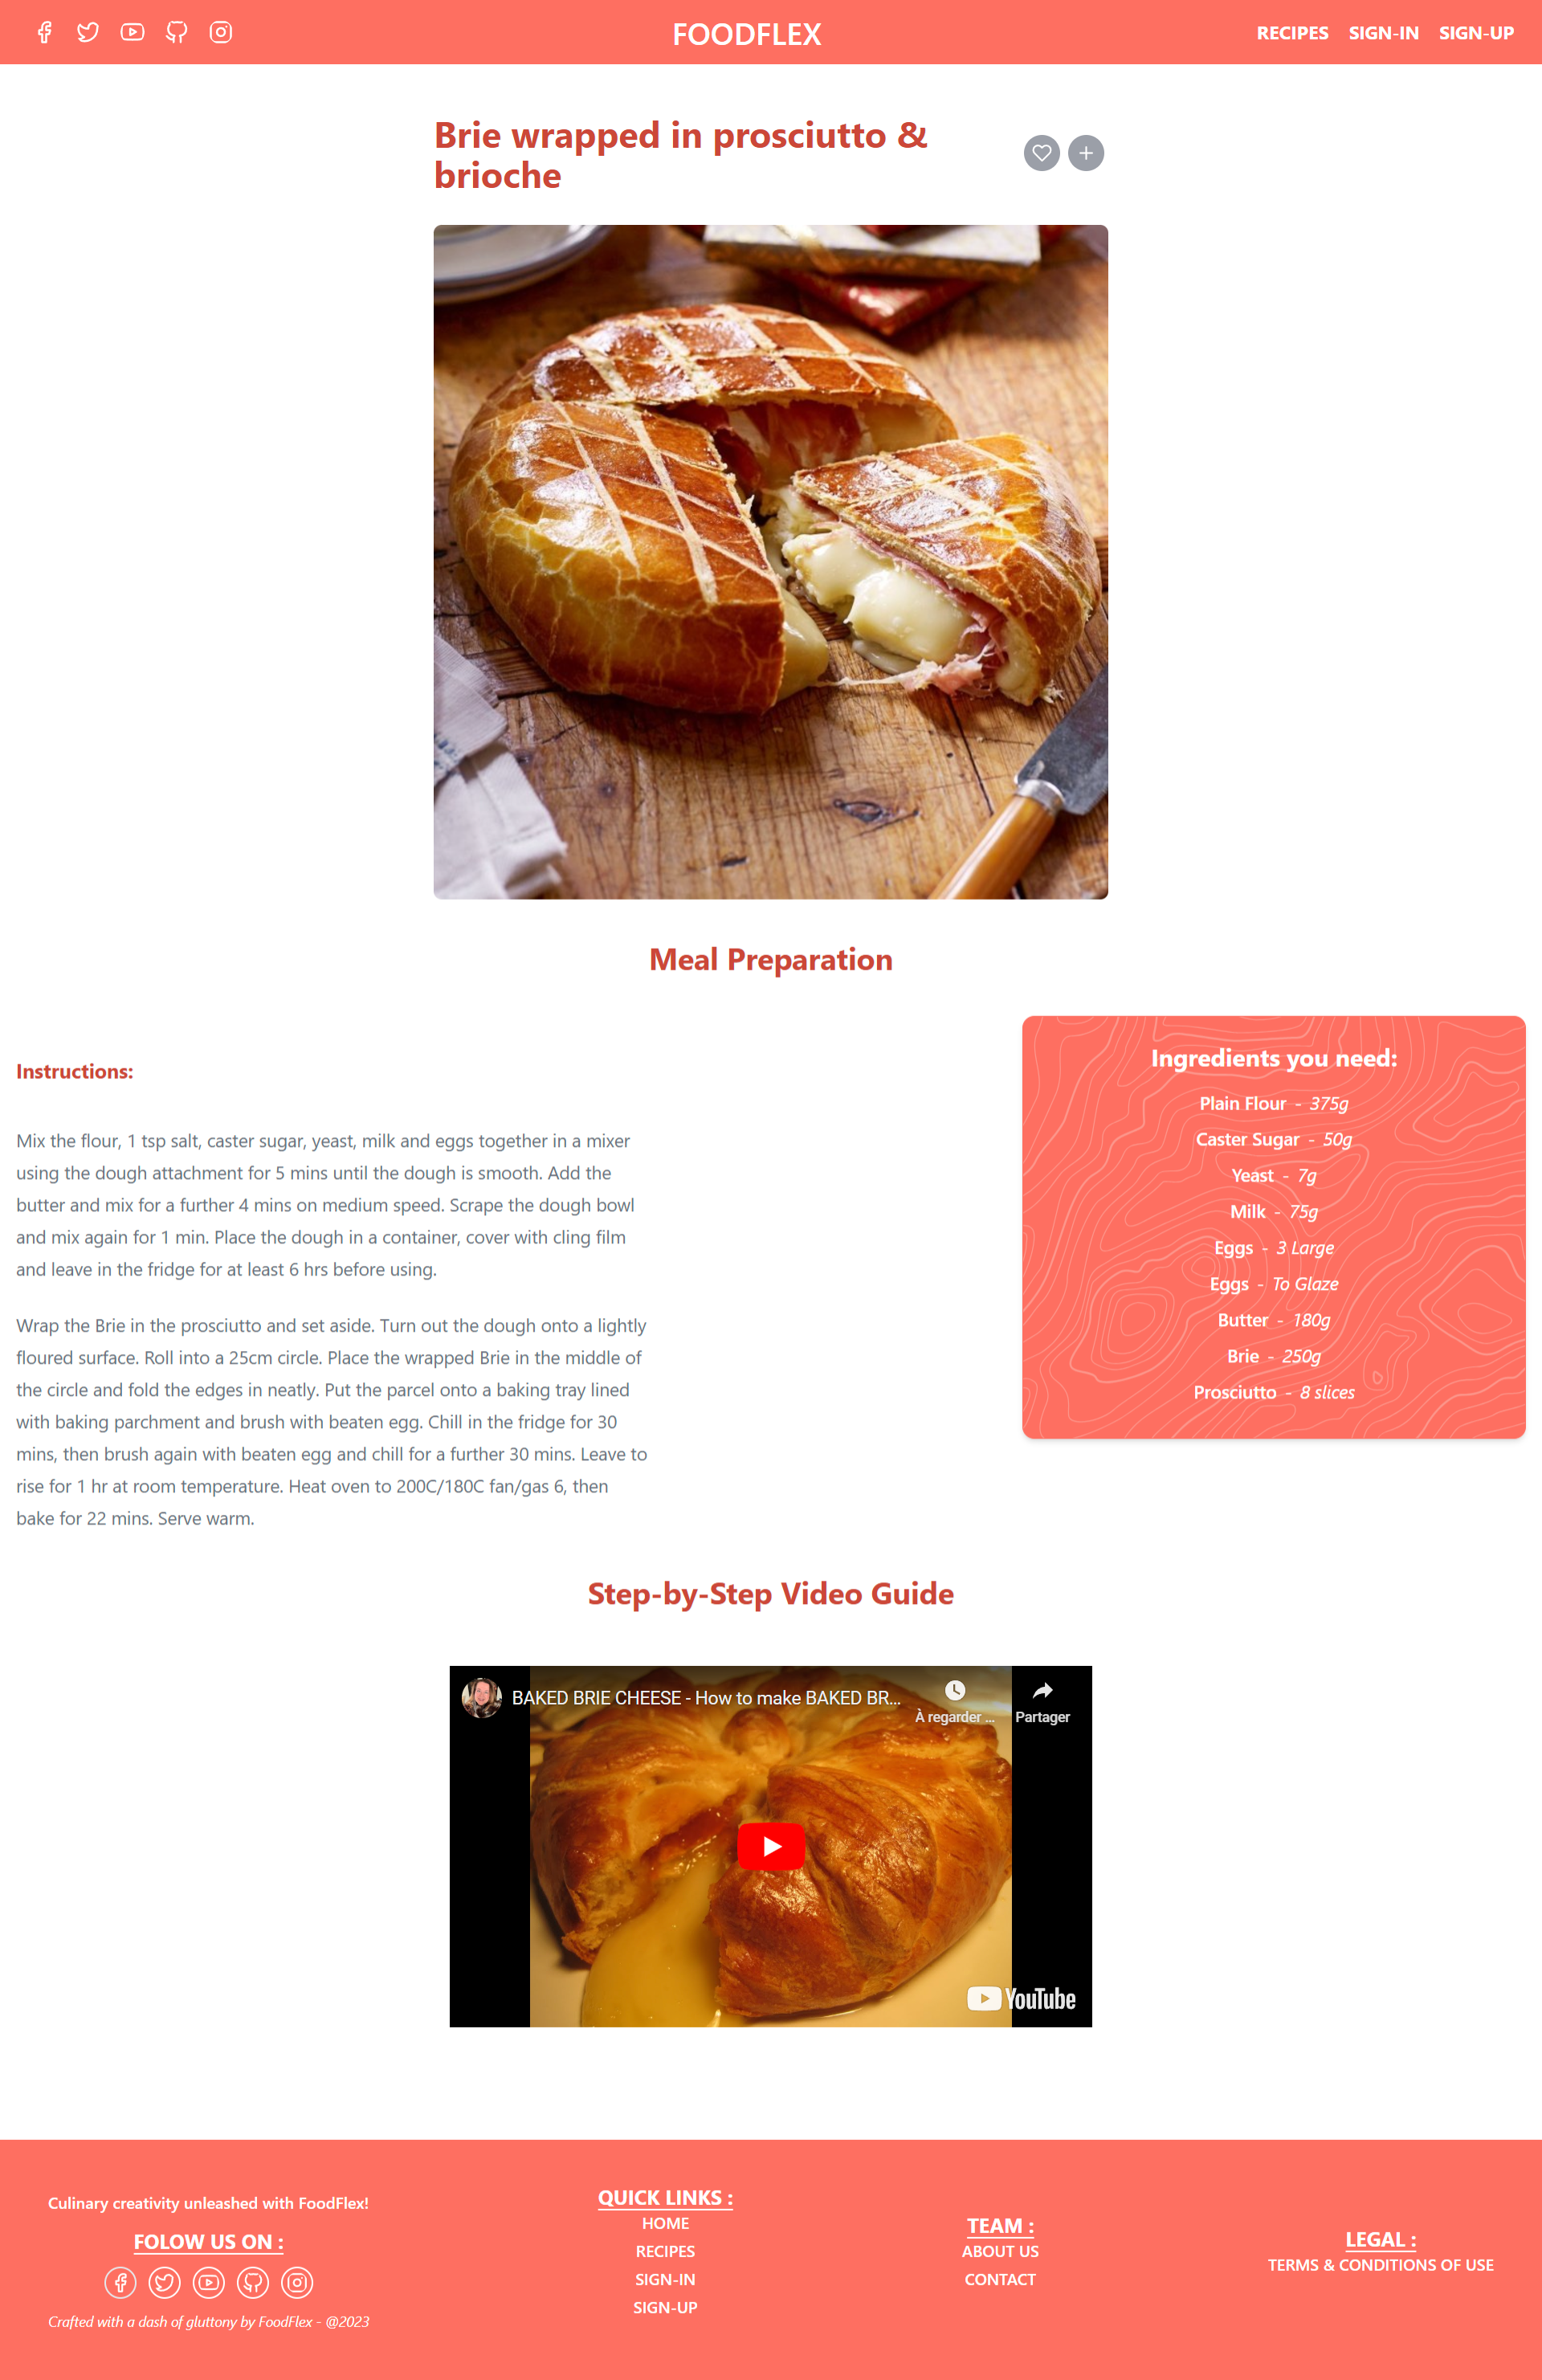 FOODFLEX
RECIPES SIGN-IN SIGN-UP
Brie wrapped in prosciutto &
brioche
Meal Preparation
Instructions:
Mix the flour, 1 tsp salt, caster sugar, yeast, milk and eggs together in a mixer
using the dough attachment for 5 mins until the dough is smooth. Add the
butter and mix for a further 4 mins on medium speed. Scrape the dough bowl
and mix again for 1 min. Place the dough in a container, cover with cling film
and leave in the fridge for at least 6 hrs before using.
Wrap the Brie in the prosciutto and set aside. Turn out the dough onto a lightly
floured surface. Roll into a 25cm circle. Place the wrapped Brie in the middle of
the circle and fold the edges in neatly. Put the parcel onto a baking tray lined
with baking parchment and brush with beaten egg. Chill in the fridge for 30
mins, then brush again with beaten egg and chill for a further 30 mins. Leave to
rise for 1 hr at room temperature. Heat oven to 200C/180C fan/gas 6, then
bake for 22 mins. Serve warm.
Ingredients you need:
Plain Flour - 375g
Caster Sugar - 50g
Yeast - 7g
Milk - 75g
Eggs - 3 Large
Eggs - To Glaze
Butter - 180g
Brie - 250g
Prosciutto - 8 slices
Step-by-Step Video Guide
BAKED BRIE CHEESE - How to make BAKED BR...
À regarder ...
Partager
YouTube
Culinary creativity unleashed with FoodFlex!
FOLOW US ON :
Crafted with a dash of gluttony by FoodFlex - @2023
QUICK LINKS :
HOME
RECIPES
SIGN-IN
SIGN-UP
TEAM :
ABOUT US
CONTACT
LEGAL :
TERMS & CONDITIONS OF USE